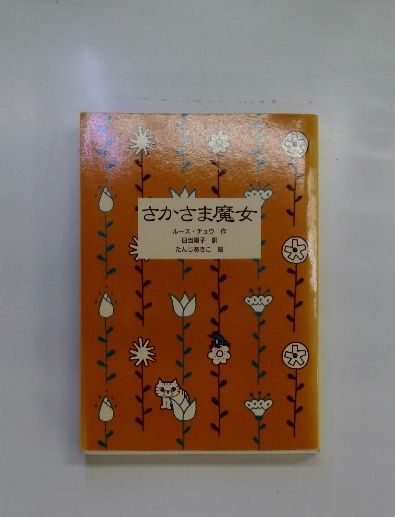 さかさま魔女
ルース・チュウ 作
日当陽子 訳
たんじあきこ 絵